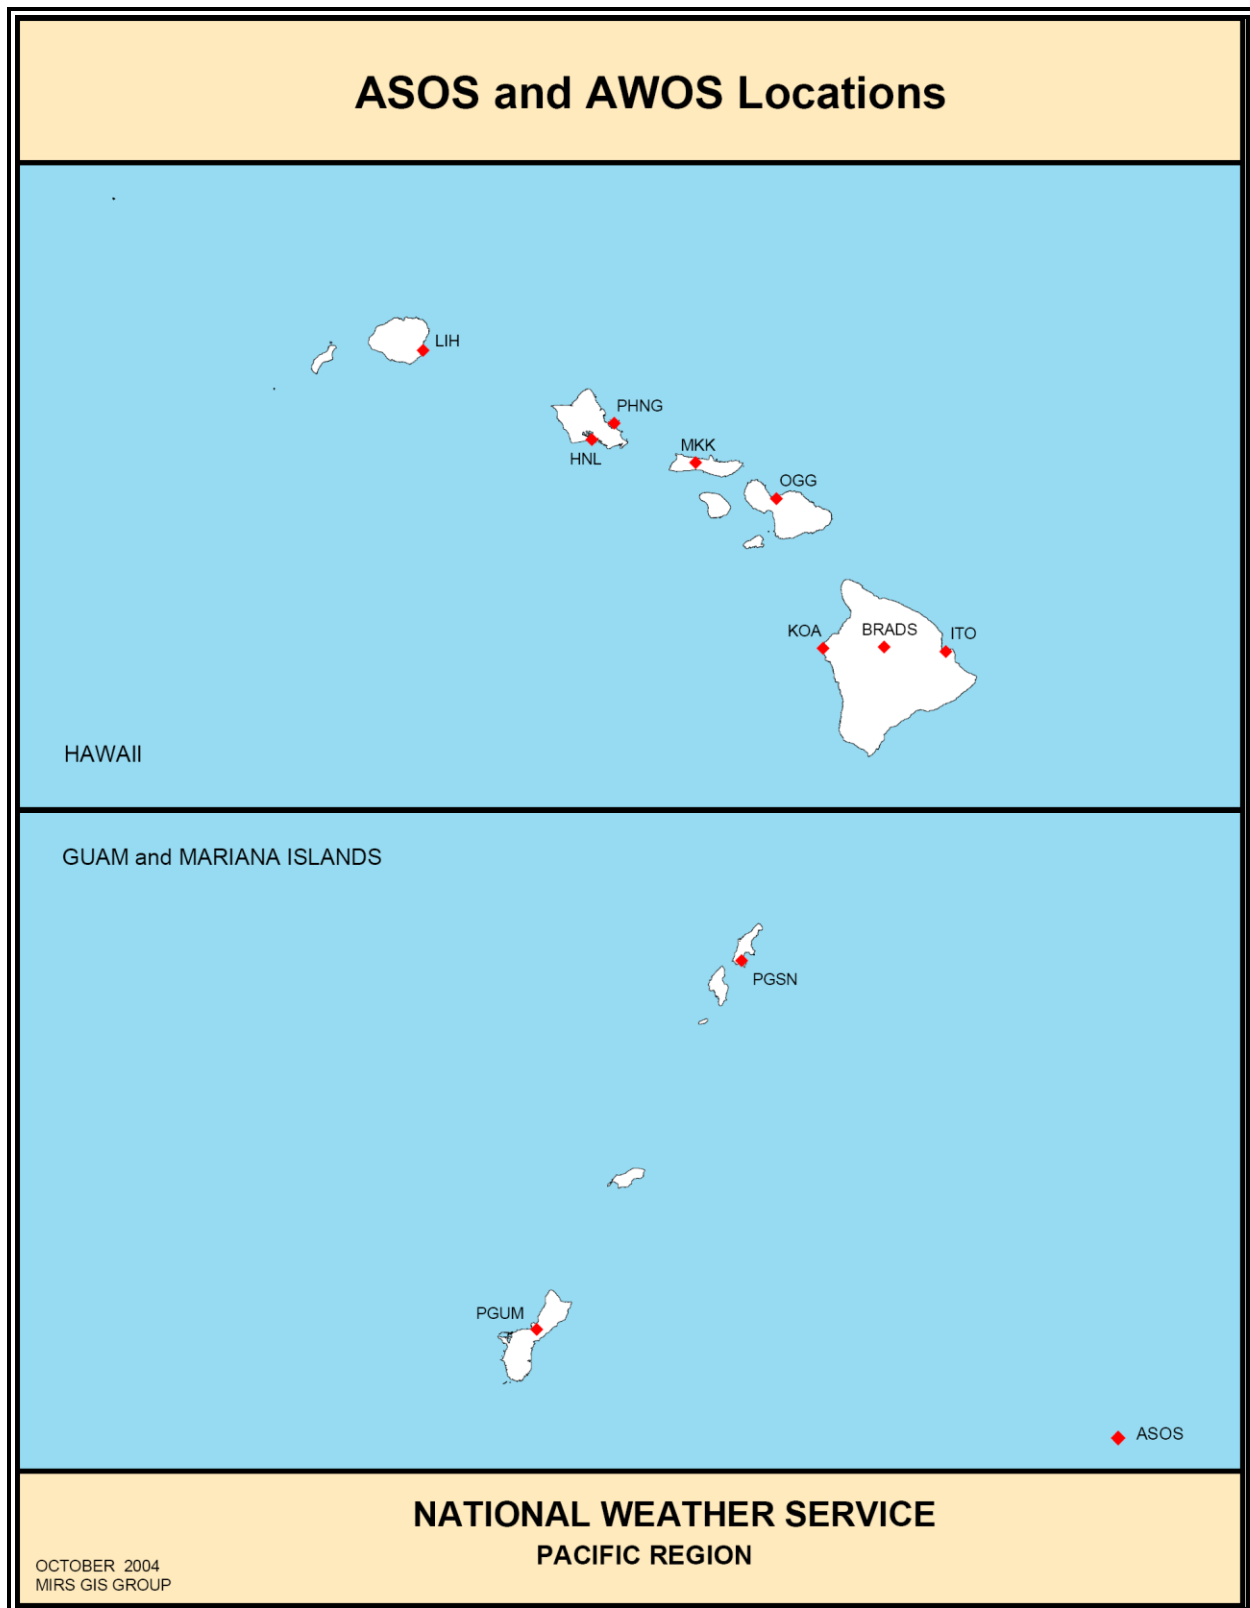 ASOS and AWOS Locations
LIH
PHNG
HNL
MKK
OGG
KOA
BRADS
ITO
HAWAII
GUAM and MARIANA ISLANDS
PGSN
PGUM
ASOS
NATIONAL WEATHER SERVICE
PACIFIC REGION
OCTOBER 2004
MIRS GIS GROUP